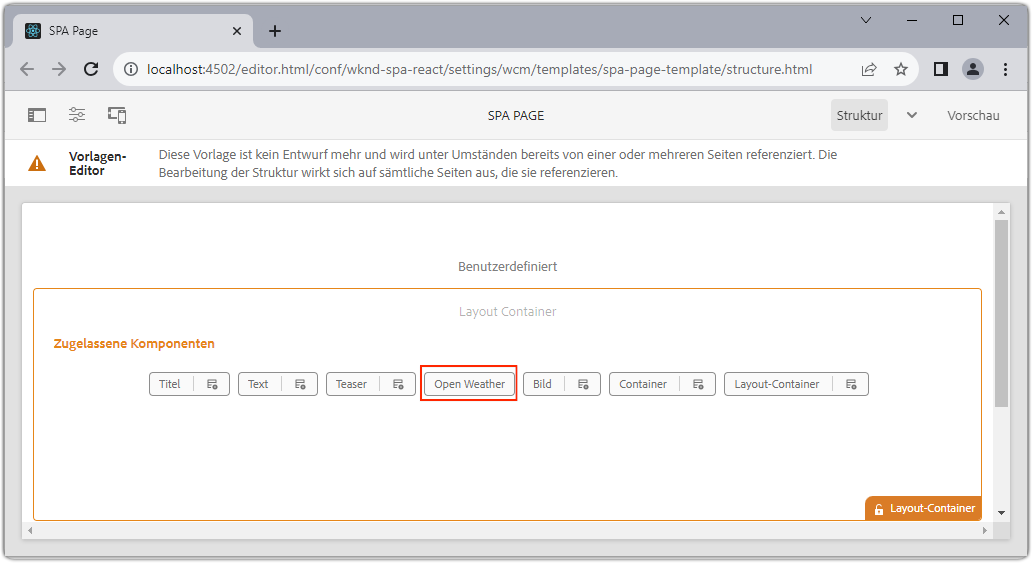 SPA Page
localhost:4502/editor.html/conf/wknd-spa-react/settings/wcm/templates/spa-page-template/structure.html
SPA PAGE
Struktur
Vorschau
Vorlagen-
Editor
Diese Vorlage ist kein Entwurf mehr und wird unter Umständen bereits von einer oder mehreren Seiten referenziert. Die
Bearbeitung der Struktur wirkt sich auf sämtliche Seiten aus, die sie referenzieren.
Benutzerdefiniert
Layout Container
Zugelassene Komponenten
Titel Text Teaser Open Weather Bild Container Layout-Container
Layout-Container